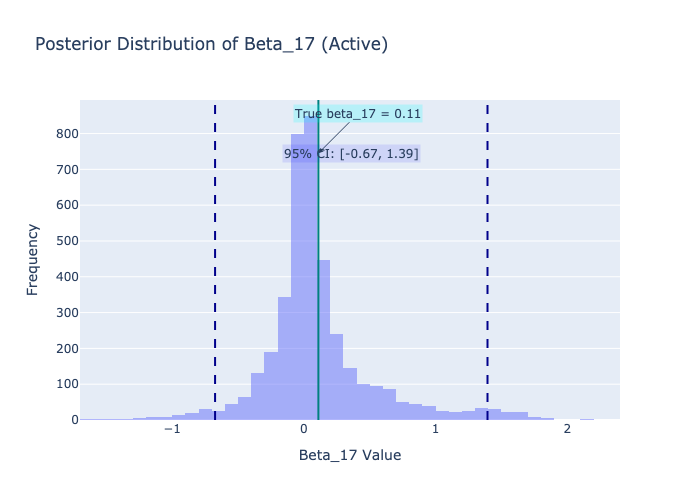 Posterior Distribution of Beta_17 (Active)
True beta_17 = 0.11
95% CI: [-0.67, 1.39]
800
700
600
500
400
300
200
100
0
Frequency
−1
0
1
2
Beta_17 Value